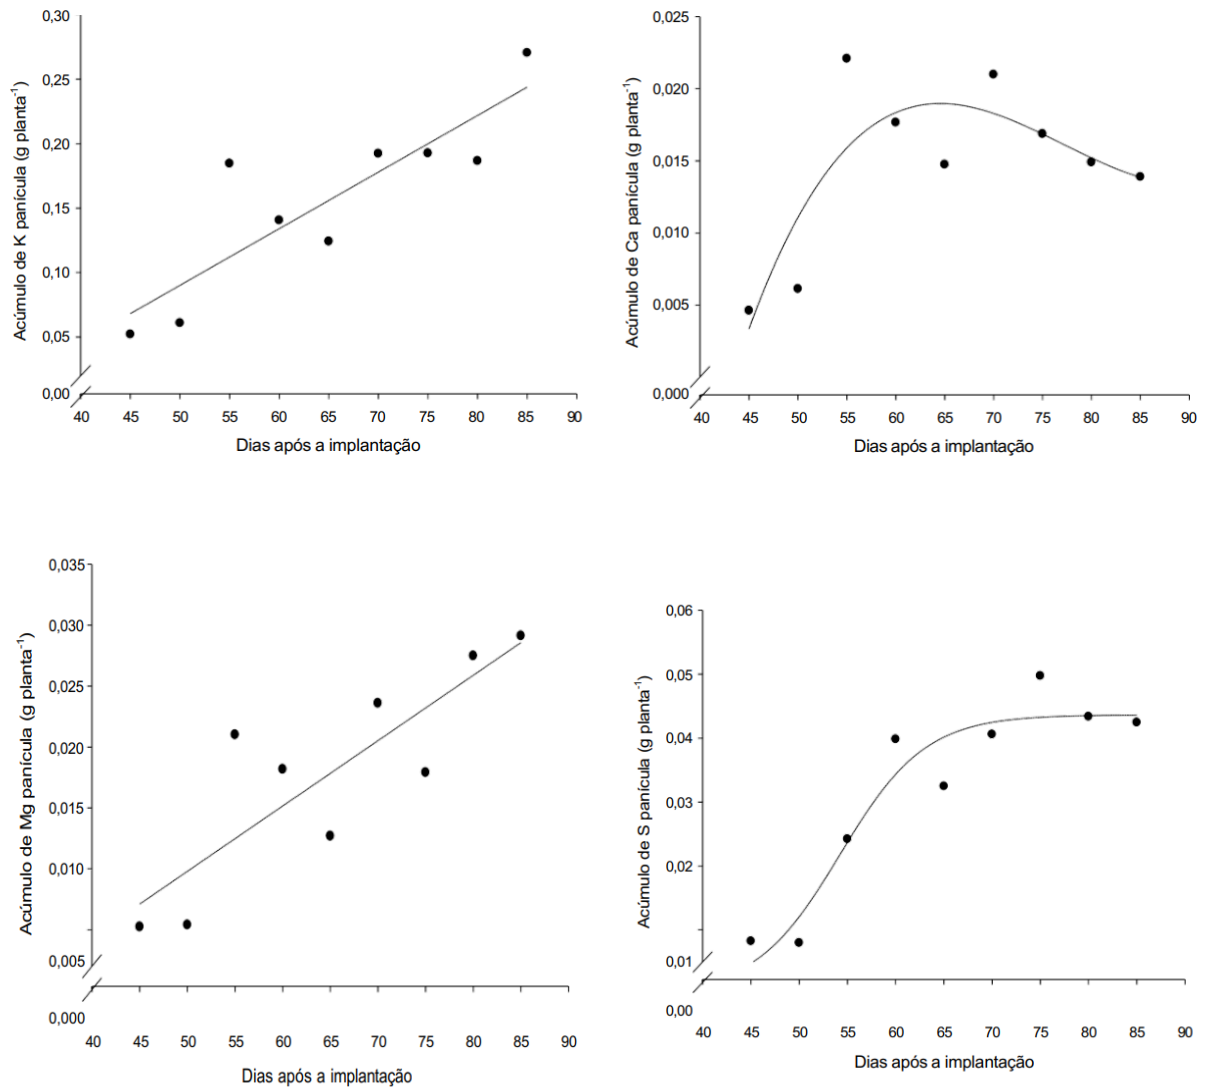 Acúmulo de K panícula (g planta-1)
0,30
0,25
0,20
0,15
0,10
0,05
0,00
40 45 50 55 60 65 70 75 80 85 90
Dias após a implantação
Acúmulo de Ca panícula (g planta-1)
0,025
0,020
0,015
0,010
0,005
0,000
40 45 50 55 60 65 70 75 80 85 90
Dias após a implantação
Acúmulo de Mg panícula (g planta-1)
0,035
0,030
0,025
0,020
0,015
0,010
0,005
0,000
40 45 50 55 60 65 70 75 80 85 90
Dias após a implantação
Acúmulo de S panícula (g planta-1)
0,06
0,05
0,04
0,03
0,02
0,01
0,00
40 45 50 55 60 65 70 75 80 85 90
Dias após a implantação